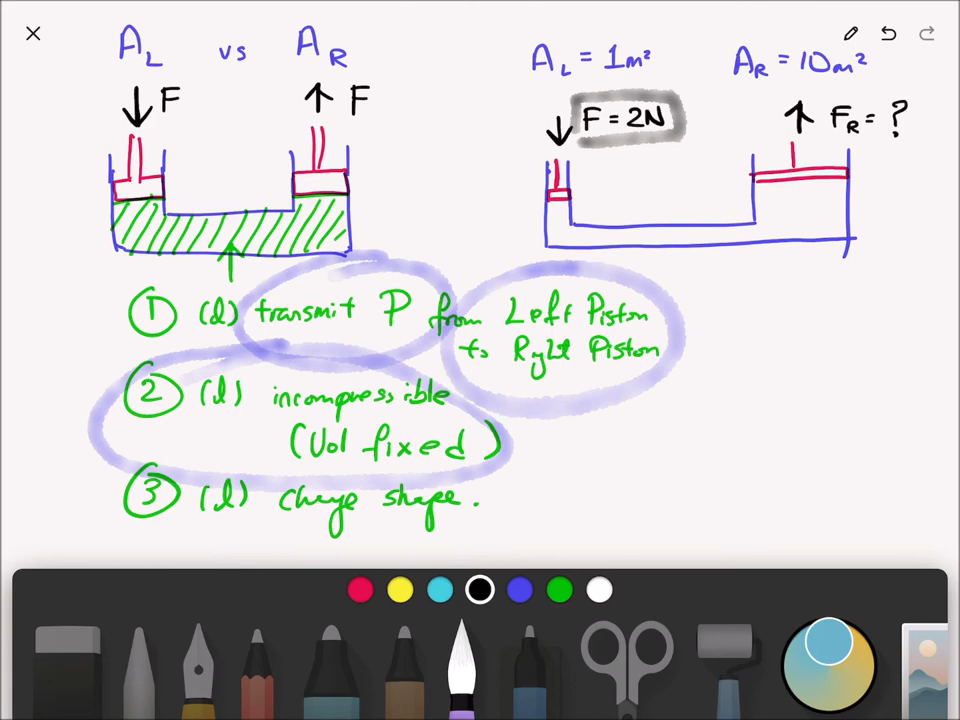 A_L vs A_R
F
F
A_L = 1m² A_R = 10m²
F = 2N F_R = ?
① (l) transmit P from Left Piston
to Right Piston
② (l) incompressible
(Vol fixed)
③ (l) change shape.